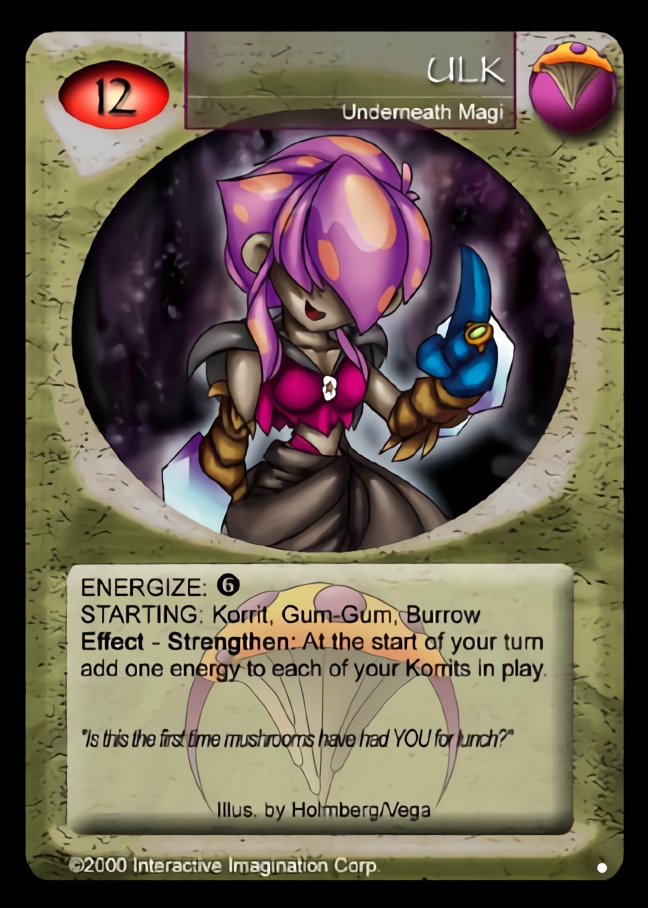 12
ULK
Underneath Magi
ENERGIZE: 6
STARTING: Korrit, Gum-Gum, Burrow
Effect - Strengthen: At the start of your turn
add one energy to each of your Korrits in play.
"Is this the first time mushrooms have had YOU for lunch?"
Illus. by Holmberg/Vega
©2000 Interactive Imagination Corp.